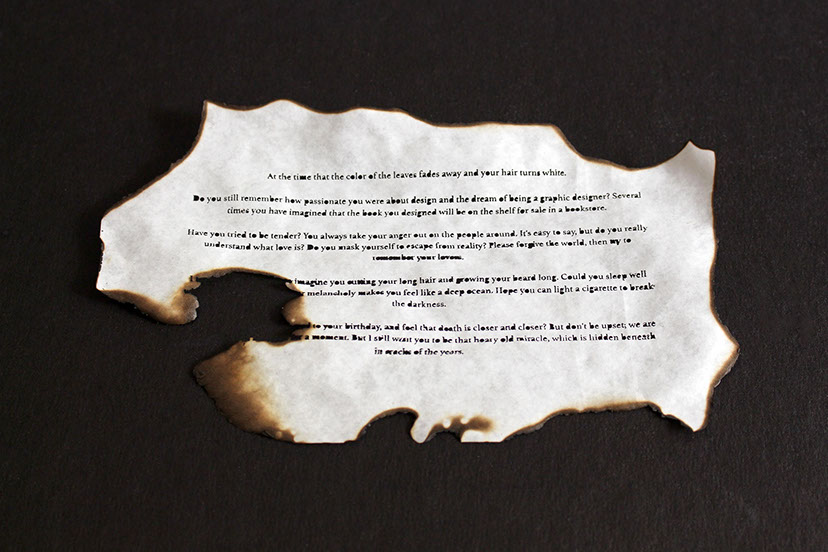 At the time that the color of the leaves fades away and your hair turns white.
Do you still remember how passionate you were about design and the dream of being a graphic designer? Several
times you have imagined that the book you designed will be on the shelf for sale in a bookstore.
Have you tried to be tender? You always take your anger out on the people around. It's easy to say, but do you really
understand what love is? Do you mask yourself to escape from reality? Please forgive the world, then try to
remember your lovers.
imagine you cutting your long hair and growing your beard long. Could you sleep well
melancholy makes you feel like a deep ocean. Hope you can light a cigarette to break
the darkness.
to your birthday, and feel that death is closer and closer? But don't be upset; we are
a moment. But I still want you to be that hoary old miracle, which is hidden beneath
in cracks of the years.